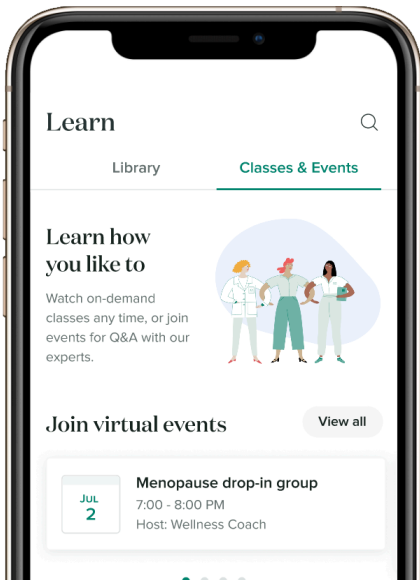 Learn
Library
Classes & Events
Learn how
you like to
Watch on-demand
classes any time, or join
events for Q&A with our
experts.
Join virtual events
View all
JUL
2
Menopause drop-in group
7:00 - 8:00 PM
Host: Wellness Coach